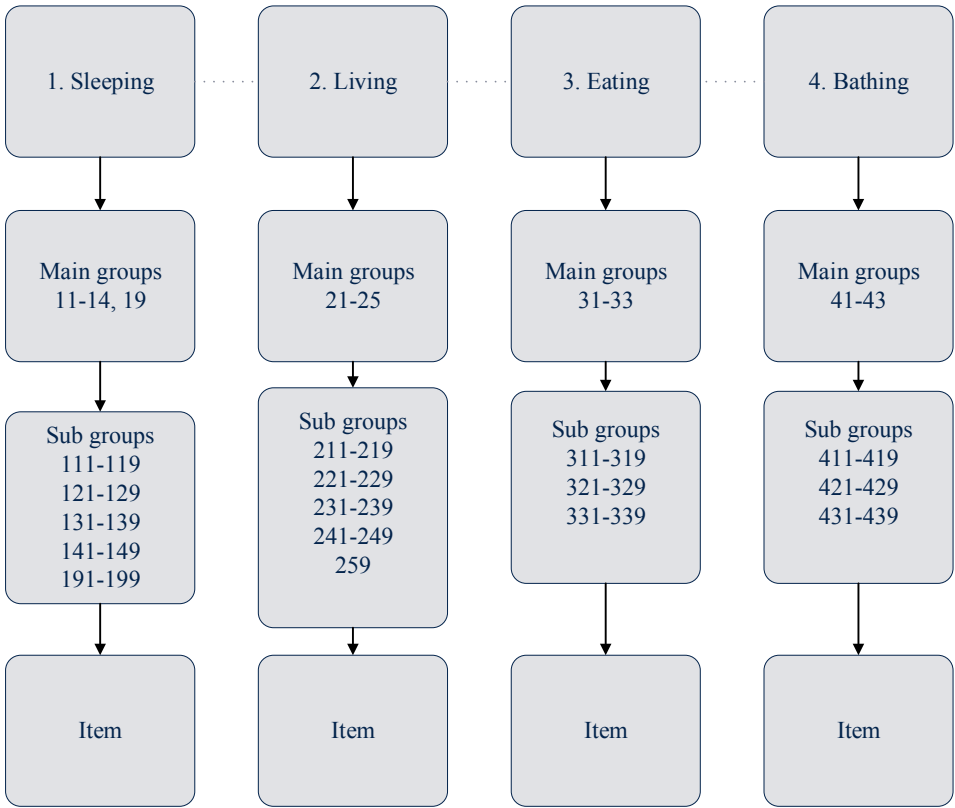 1. Sleeping
2. Living
3. Eating
4. Bathing
Main groups
11-14, 19
Main groups
21-25
Main groups
31-33
Main groups
41-43
Sub groups
111-119
121-129
131-139
141-149
191-199
Sub groups
211-219
221-229
231-239
241-249
259
Sub groups
311-319
321-329
331-339
Sub groups
411-419
421-429
431-439
Item
Item
Item
Item